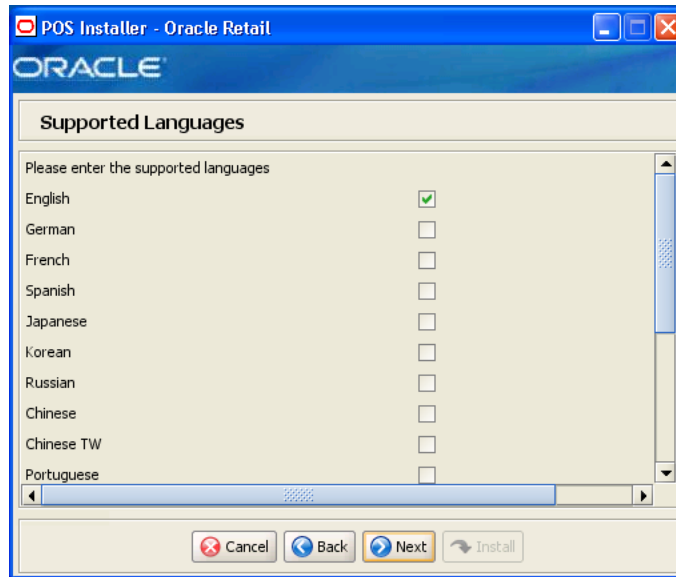 POS Installer - Oracle Retail
ORACLE
Supported Languages
Please enter the supported languages
English
German
French
Spanish
Japanese
Korean
Russian
Chinese
Chinese TW
Portuguese
Cancel Back Next Install